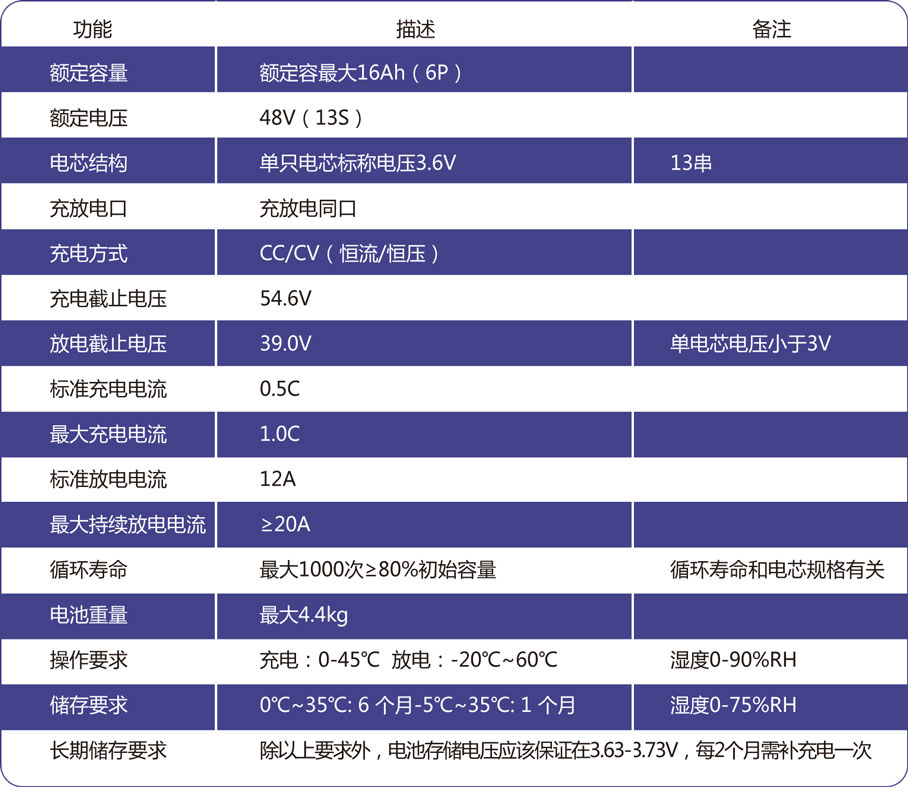 功能 描述 备注
额定容量 额定容最大16Ah（6P）
额定电压 48V（13S）
电芯结构 单只电芯标称电压3.6V 13串
充放电口 充放电同口
充电方式 CC/CV（恒流/恒压）
充电截止电压 54.6V
放电截止电压 39.0V 单电芯电压小于3V
标准充电电流 0.5C
最大充电电流 1.0C
标准放电电流 12A
最大持续放电电流 ≥20A
循环寿命 最大1000次≥80%初始容量 循环寿命和电芯规格有关
电池重量 最大4.4kg
操作要求 充电：0-45℃ 放电：-20℃~60℃ 湿度0-90%RH
储存要求 0℃~35℃: 6 个月-5℃~35℃: 1 个月 湿度0-75%RH
长期储存要求 除以上要求外，电池存储电压应该保证在3.63-3.73V，每2个月需补充电一次